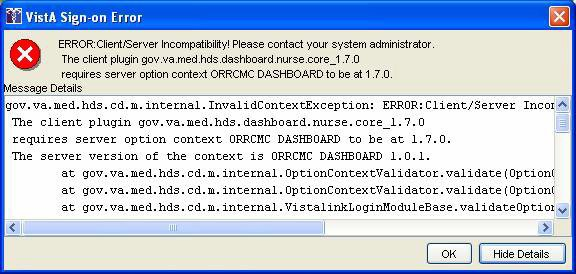 VistA Sign-on Error
ERROR:Client/Server Incompatibility! Please contact your system administrator.
The client plugin gov.va.med.hds.dashboard.nurse.core_1.7.0
requires server option context ORRCMC DASHBOARD to be at 1.7.0.
Message Details
gov.va.med.hds.cd.m.internal.InvalidContextException: ERROR:Client/Server Incom
The client plugin gov.va.med.hds.dashboard.nurse.core_1.7.0
requires server option context ORRCMC DASHBOARD to be at 1.7.0.
The server version of the context is ORRCMC DASHBOARD 1.0.1.
at gov.va.med.hds.cd.m.internal.OptionContextValidator.validate(Option
at gov.va.med.hds.cd.m.internal.OptionContextValidator.validate(Option
at gov.va.med.hds.cd.m.internal.VistalinkLoginModuleBase.validateOption
OK
Hide Details